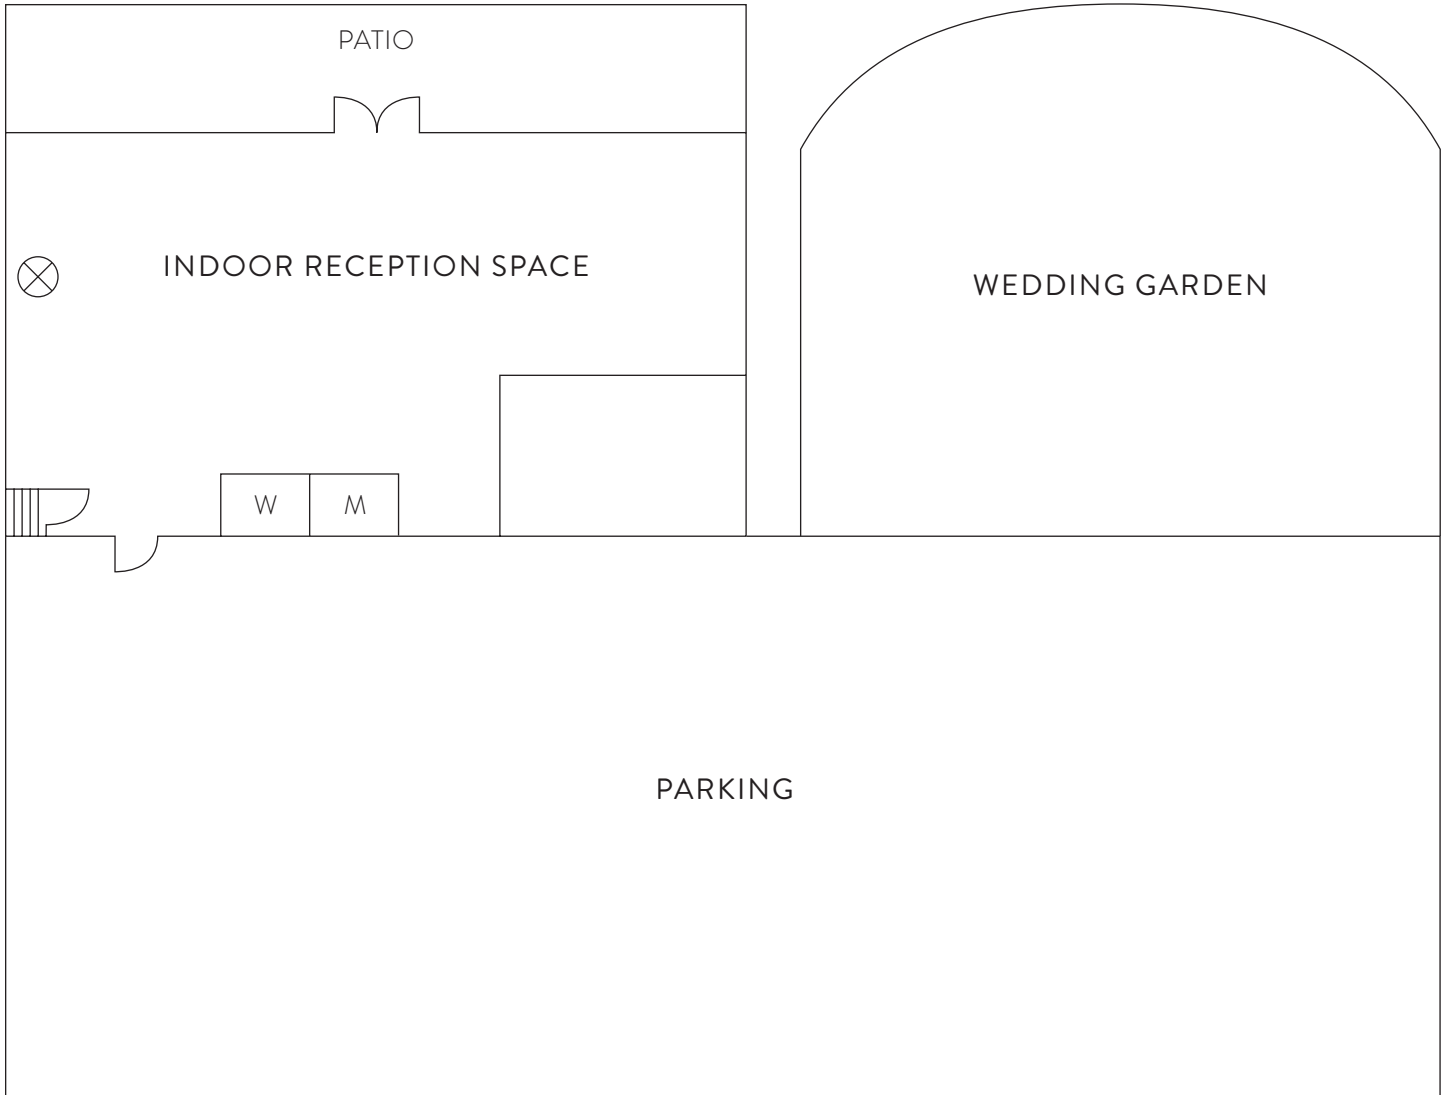 PATIO
INDOOR RECEPTION SPACE
WEDDING GARDEN
W
M
PARKING